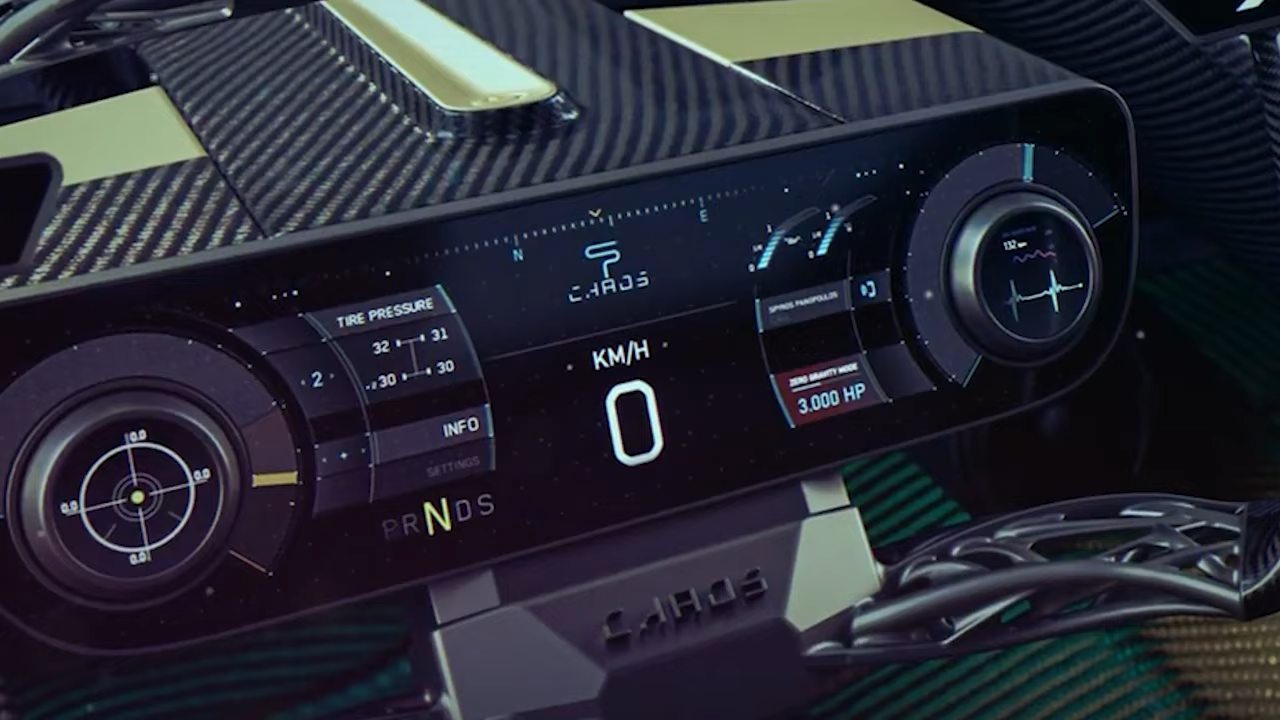 N
E
CHAOS
TIRE PRESSURE
32
31
30
30
2
INFO
SETTINGS
PRNDS
KM/H
0
SPYROS PANOPOULOS
ZERO GRAVITY MODE
3.000 HP
132
0.0
0.0
0.0
0.0
CHAOS